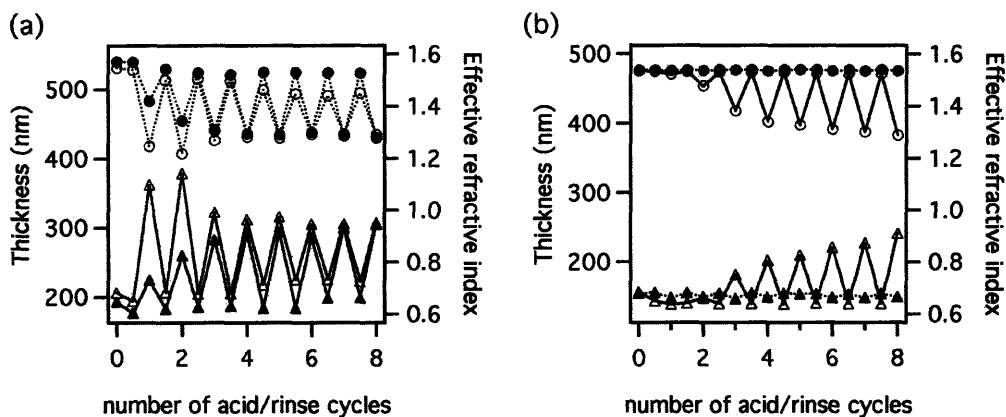 (a)
Thickness (nm)
500
400
300
200
0 2 4 6 8
number of acid/rinse cycles
1.6
1.4
1.2
1.0
0.8
0.6
Effective refractive index
(b)
Thickness (nm)
500
400
300
200
0 2 4 6 8
number of acid/rinse cycles
1.6
1.4
1.2
1.0
0.8
0.6
Effective refractive index